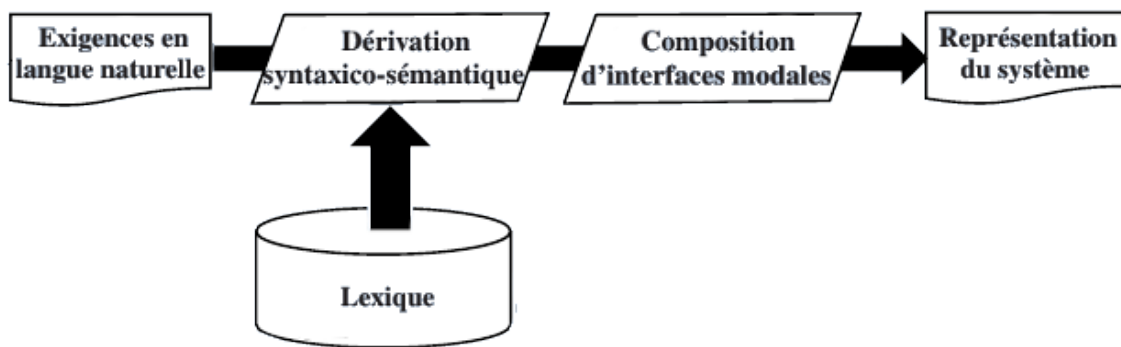 Exigences en
langue naturelle
Dérivation
syntaxico-sémantique
Composition
d'interfaces modales
Représentation
du système
Lexique